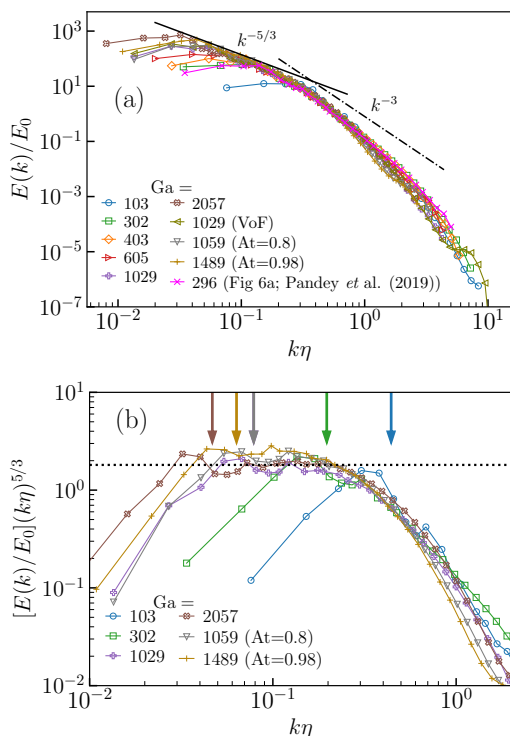 10^3
10^1
10^{-1}
10^{-3}
10^{-5}
10^{-7}
E(k)/E_0
(a)
k^{-5/3}
k^{-3}
Ga =
103
302
403
605
1029
2057
1029 (VoF)
1059 (At=0.8)
1489 (At=0.98)
296 (Fig 6a; Pandey et al. (2019))
10^{-2}
10^{-1}
10^0
10^1
kη
10^1
10^0
10^{-1}
10^{-2}
[E(k)/E_0](kη)^{5/3}
(b)
Ga =
103
302
1029
2057
1059 (At=0.8)
1489 (At=0.98)
10^{-2}
10^{-1}
10^0
kη